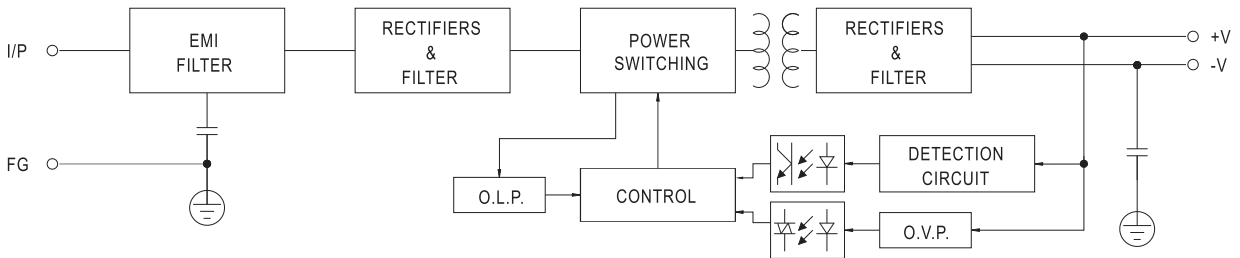 I/P
EMI
FILTER
RECTIFIERS
&
FILTER
POWER
SWITCHING
RECTIFIERS
&
FILTER
+V
-V
FG
O.L.P.
CONTROL
DETECTION
CIRCUIT
O.V.P.